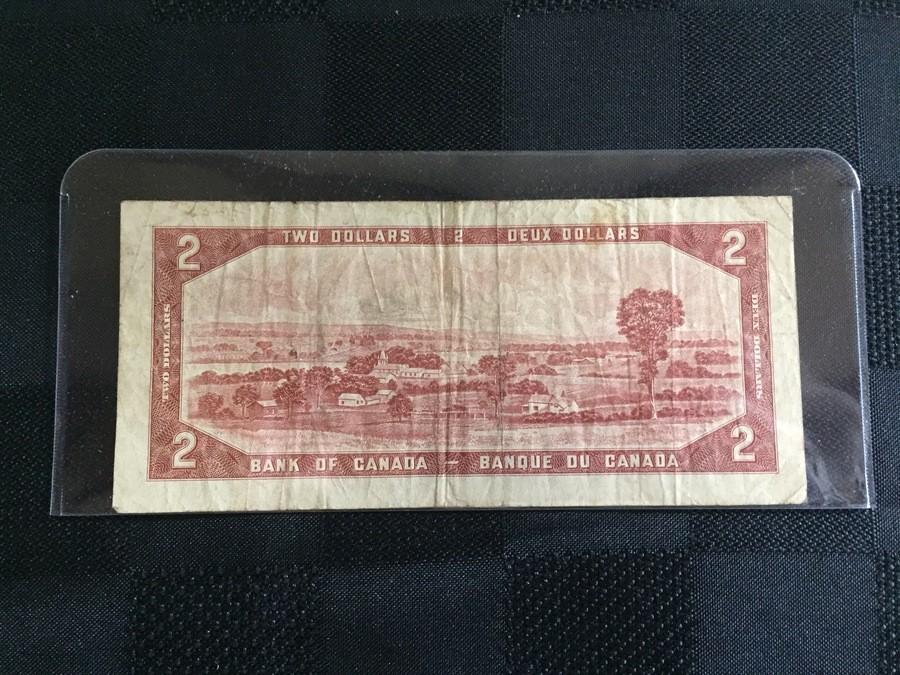 2 TWO DOLLARS 2 DEUX DOLLARS 2
TWO DOLLARS
DEUX DOLLARS
2 BANK OF CANADA — BANQUE DU CANADA 2